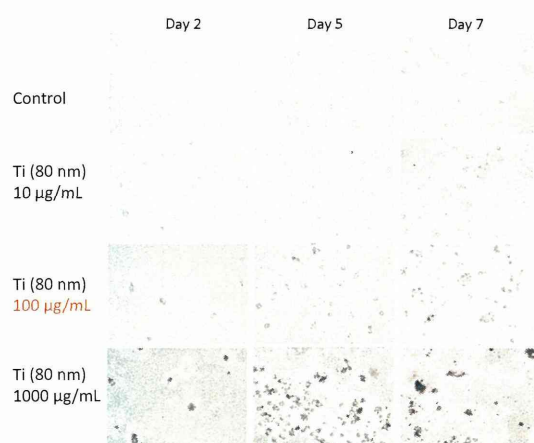 Day 2 Day 5 Day 7
Control
Ti (80 nm)
10 µg/mL
Ti (80 nm)
100 µg/mL
Ti (80 nm)
1000 µg/mL